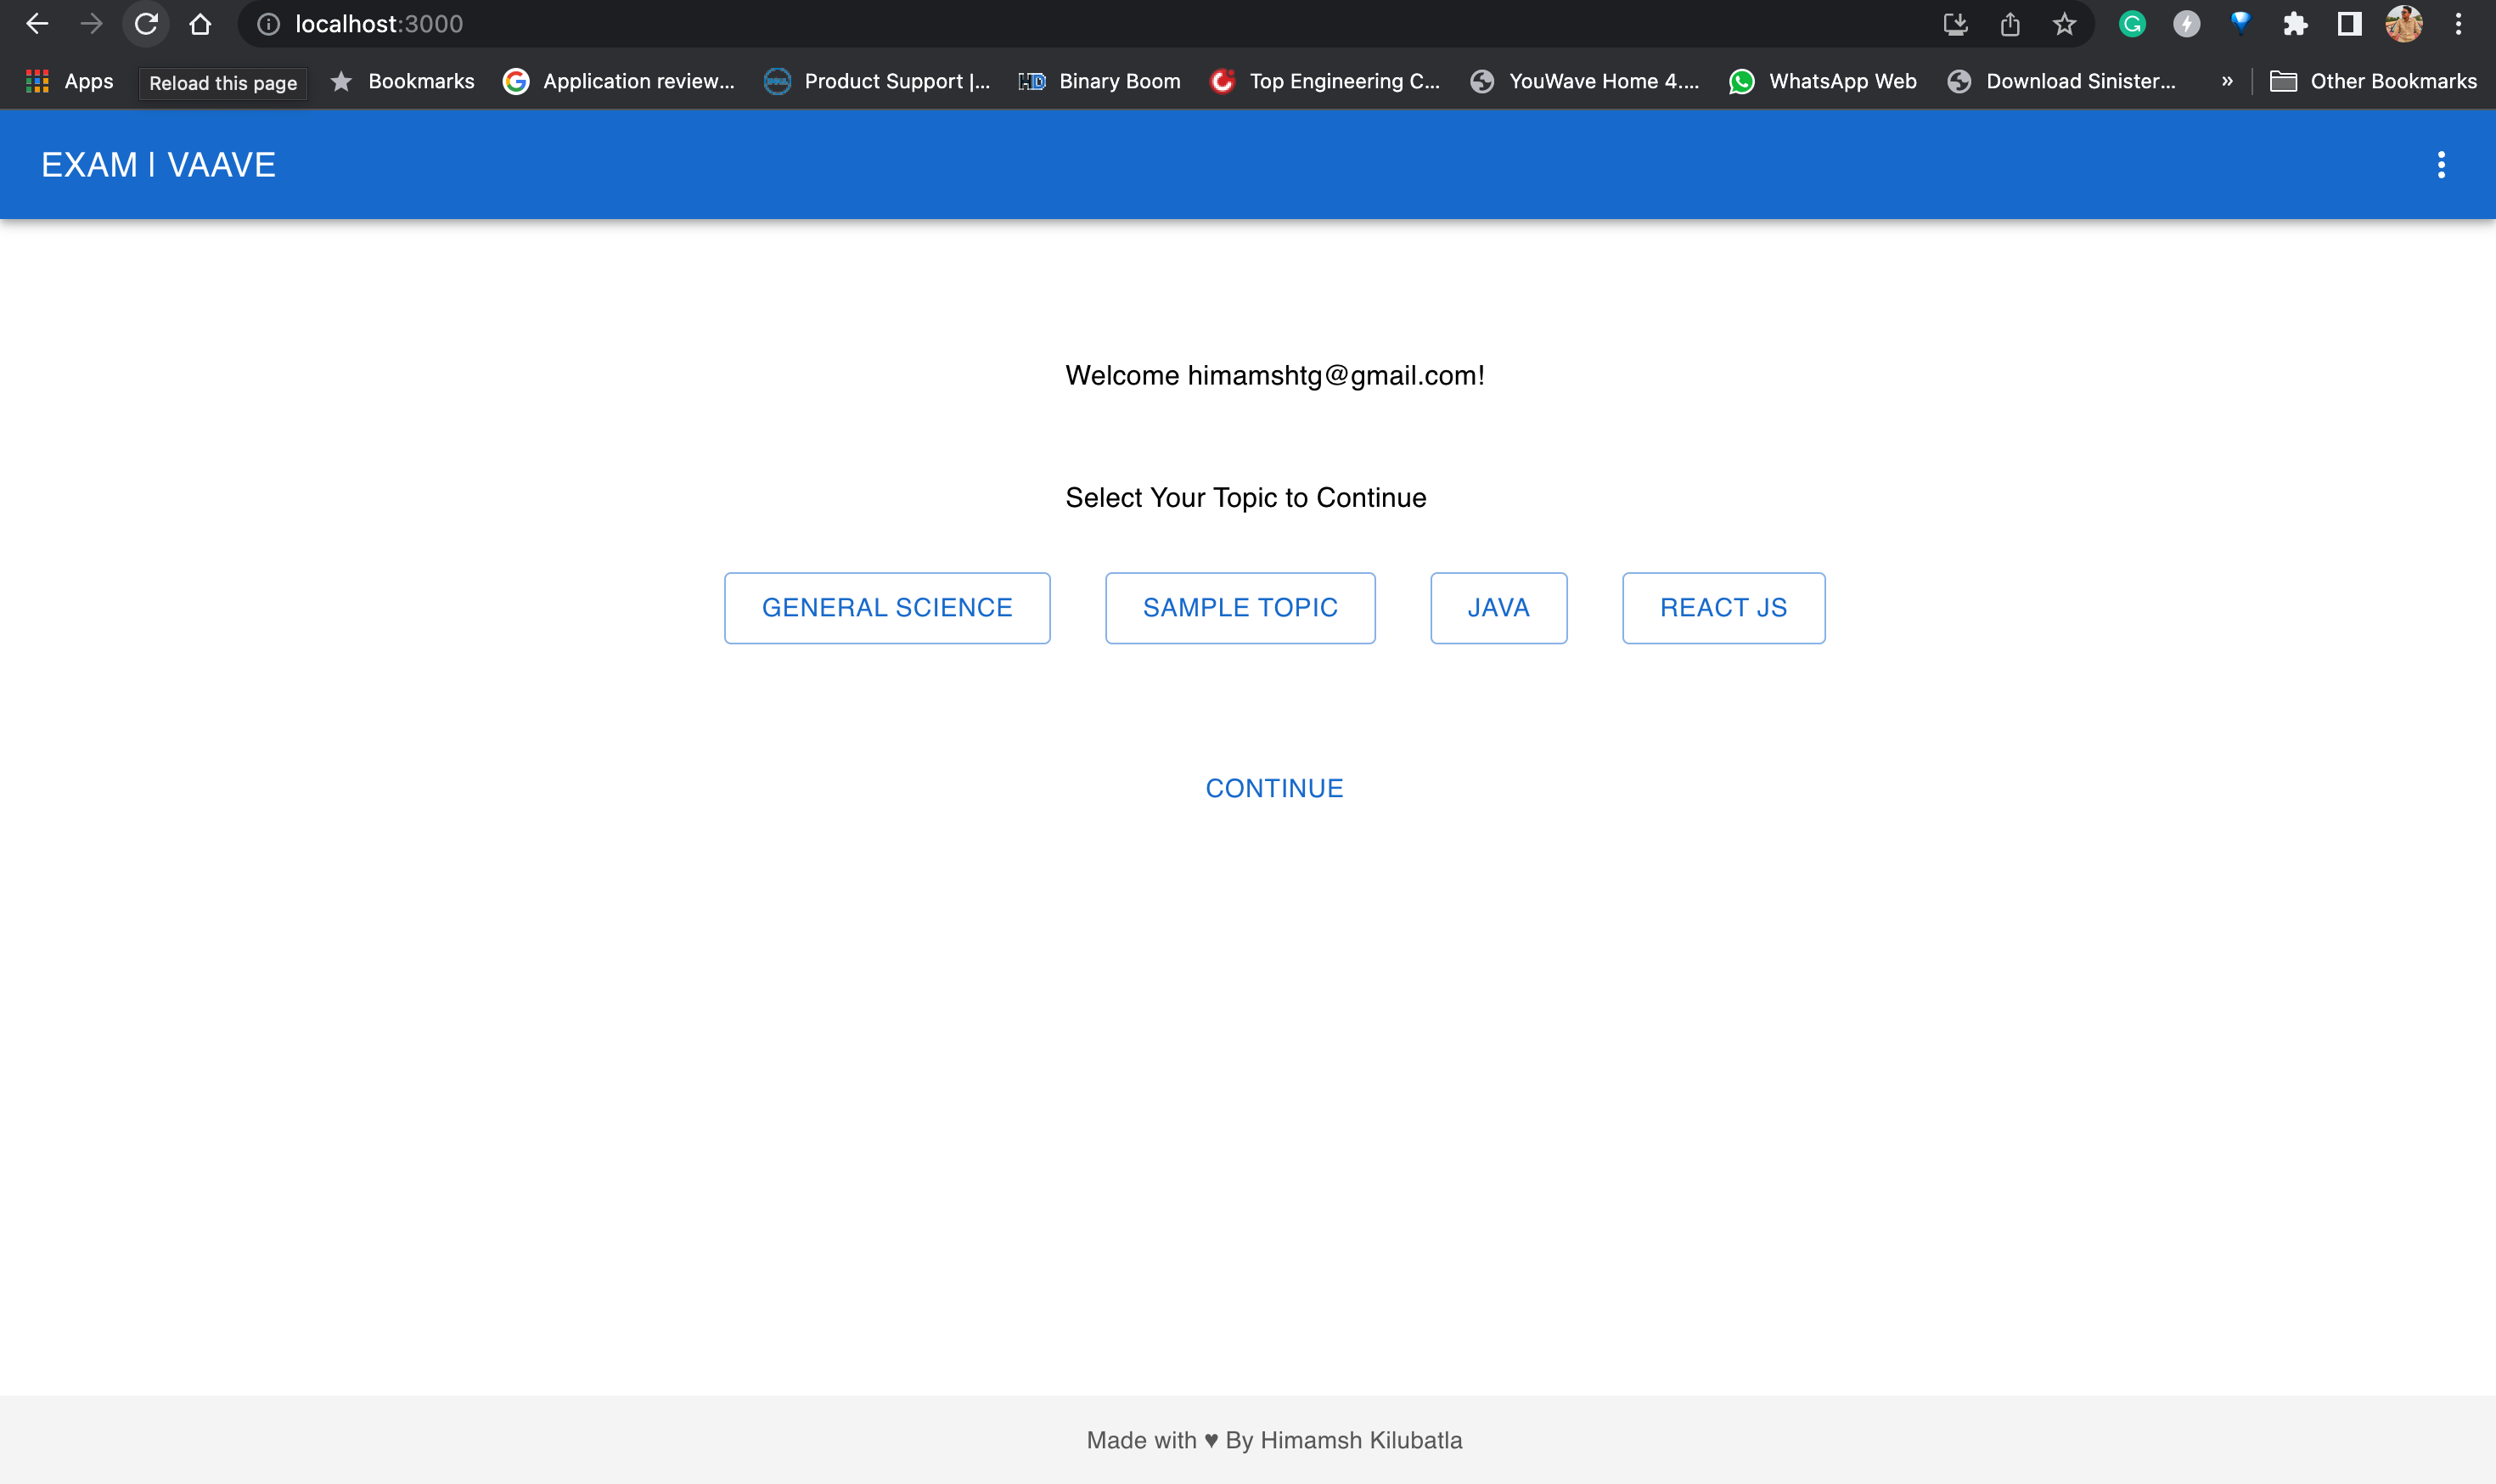 localhost:3000
Apps Reload this page Bookmarks Application review... Product Support |... Binary Boom Top Engineering C... YouWave Home 4.... WhatsApp Web Download Sinister... » Other Bookmarks
EXAM | VAAVE
Welcome himamshtg@gmail.com!
Select Your Topic to Continue
GENERAL SCIENCE SAMPLE TOPIC JAVA REACT JS
CONTINUE
Made with ♥ By Himamsh Kilubatla